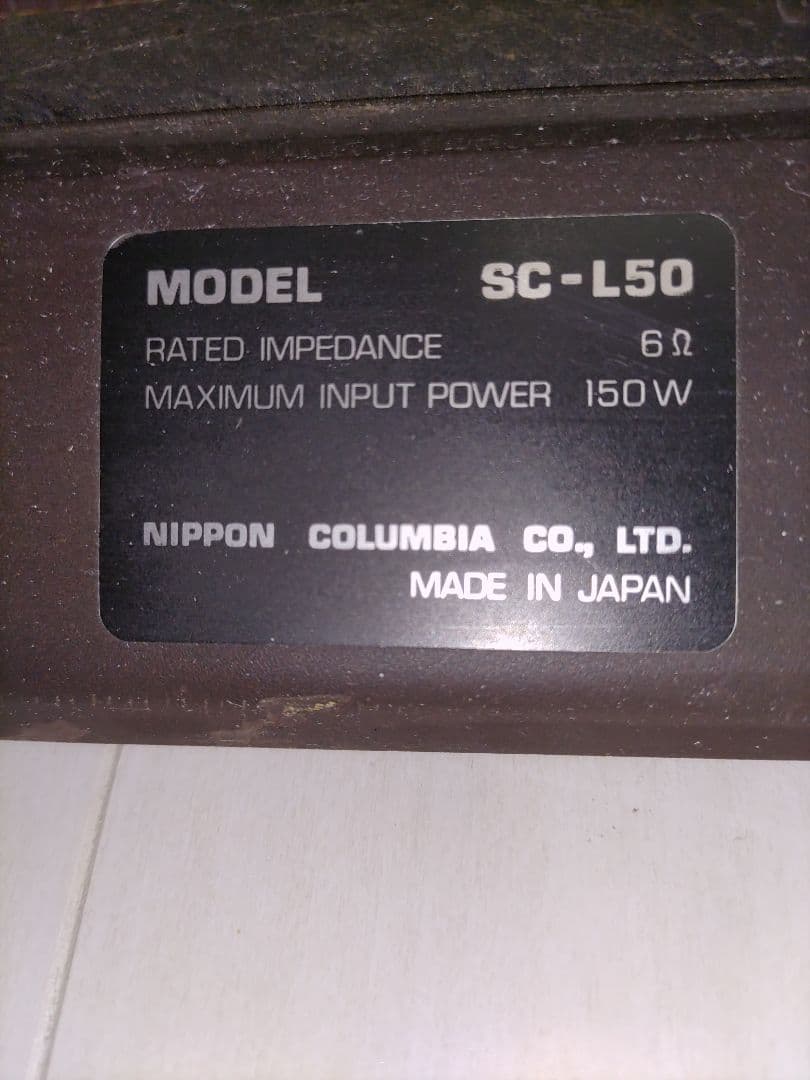 MODEL SC-L50
RATED IMPEDANCE 6Ω
MAXIMUM INPUT POWER 150W
NIPPON COLUMBIA CO., LTD.
MADE IN JAPAN